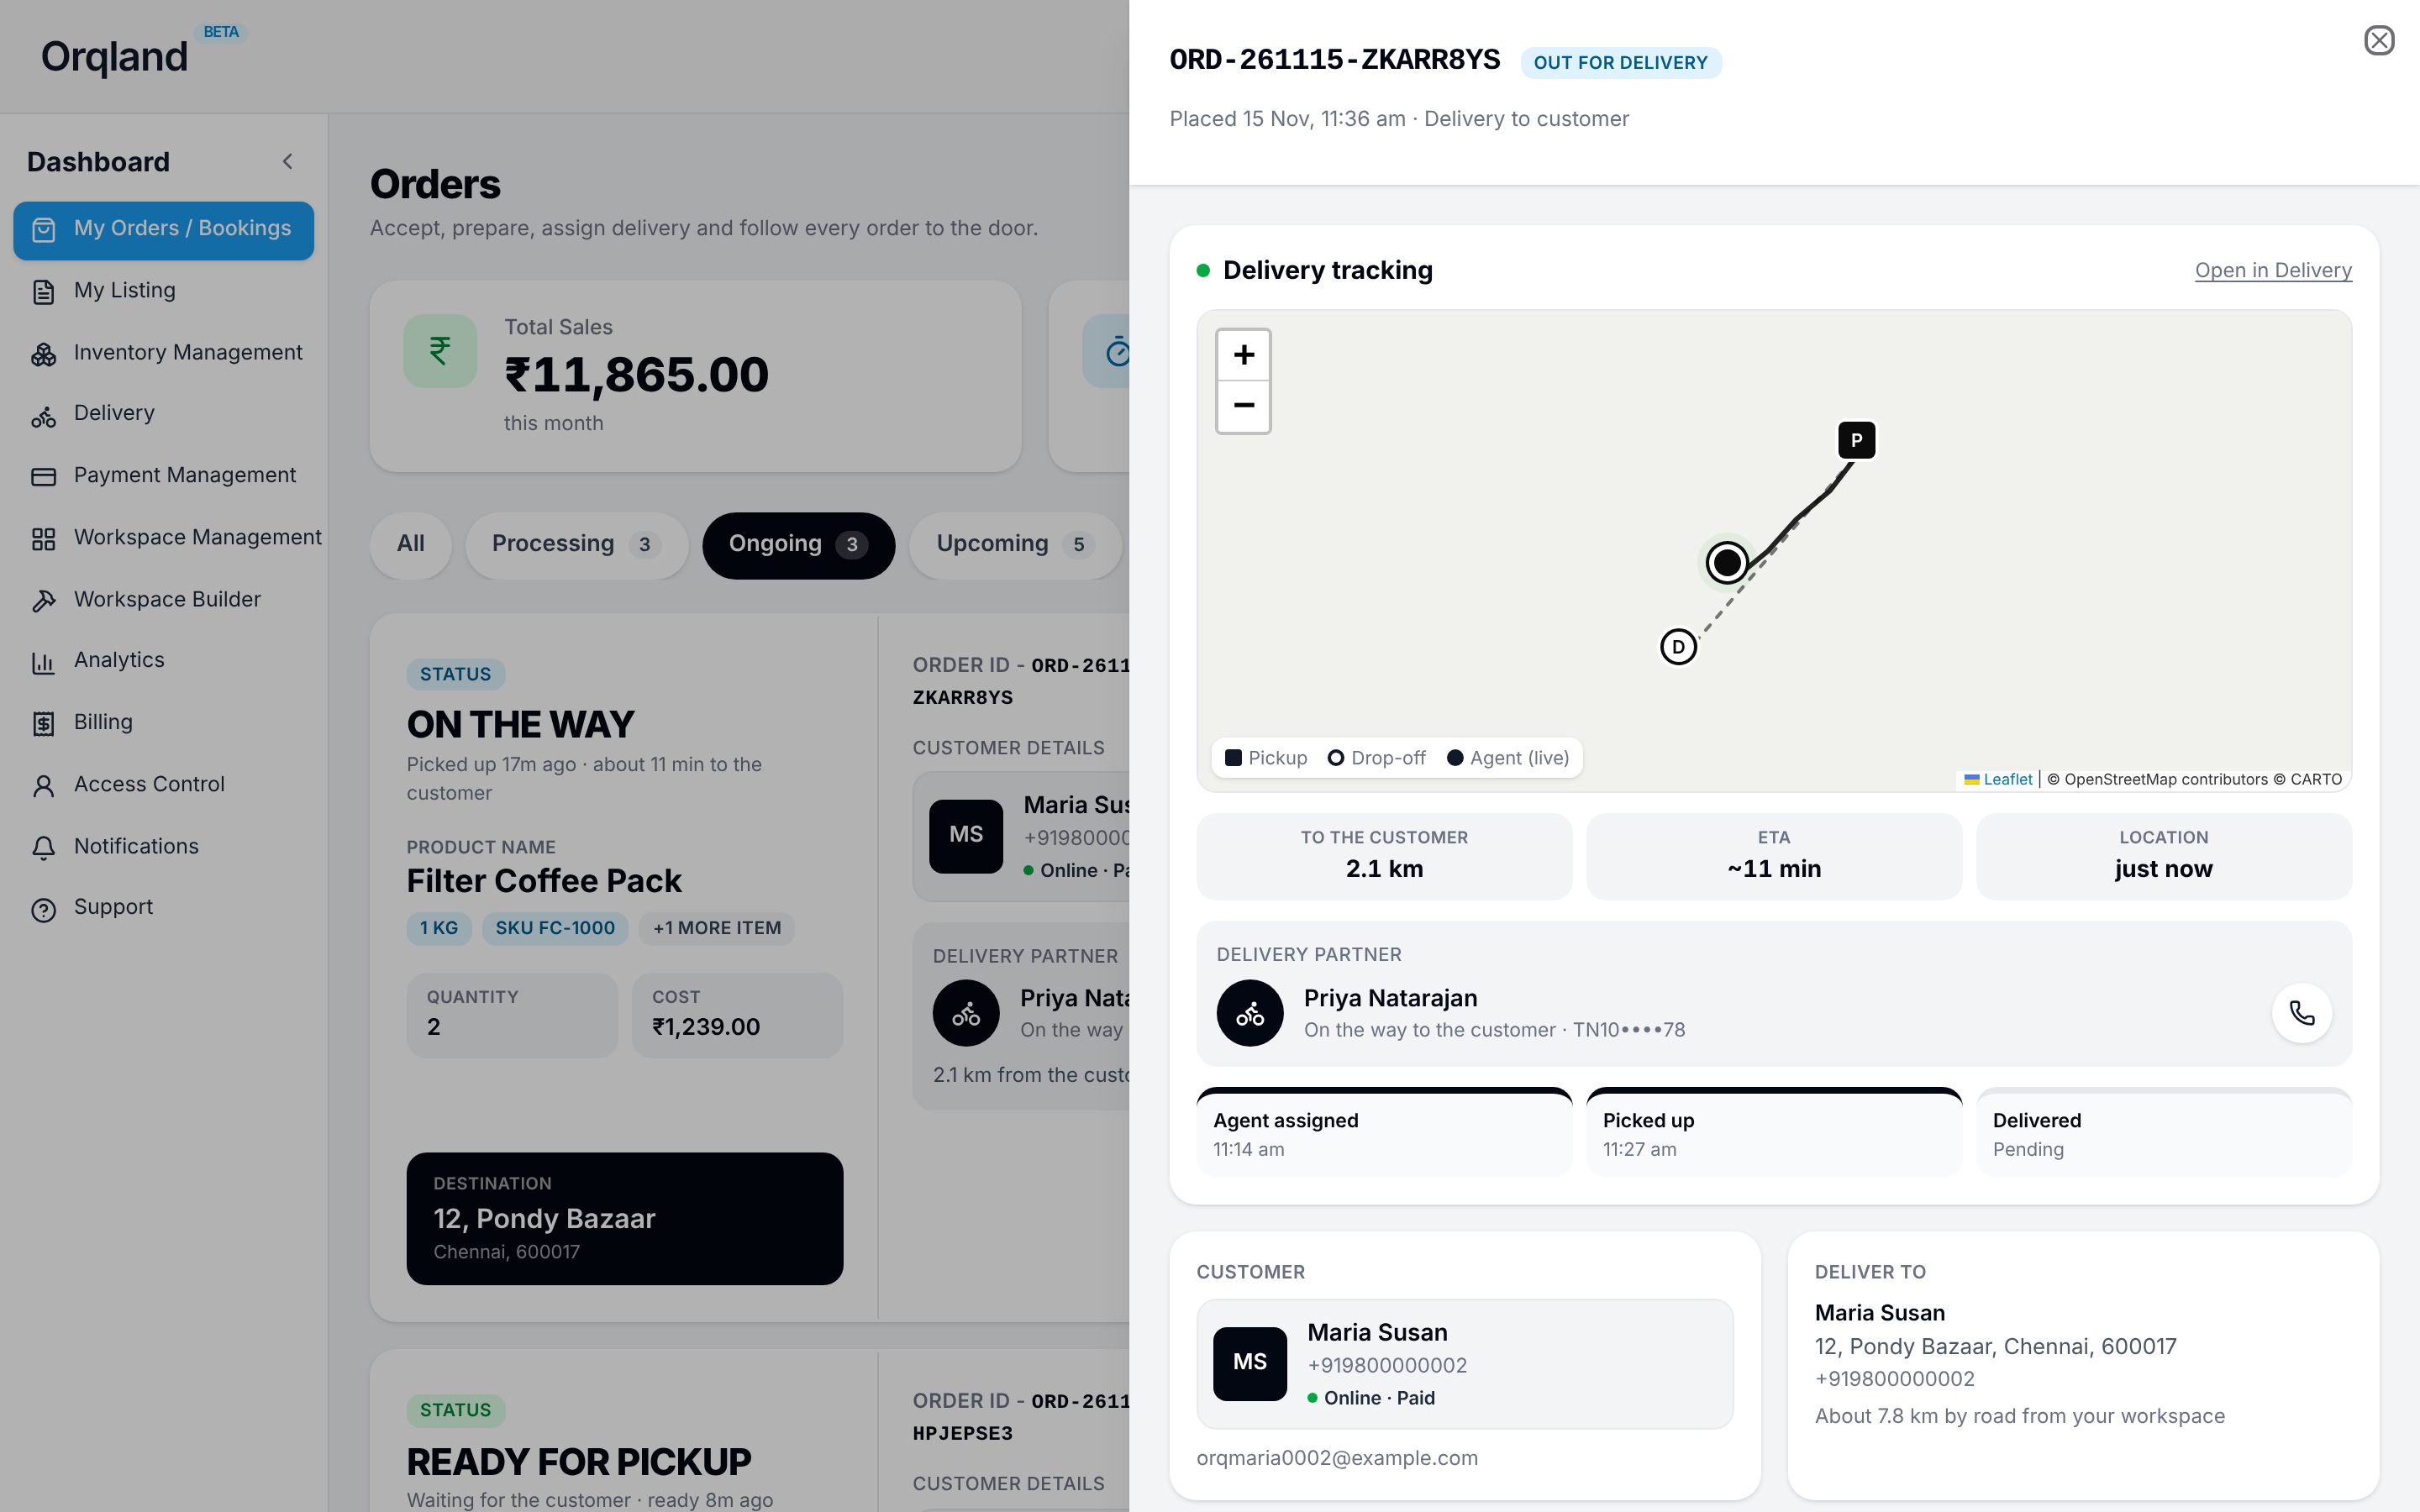 Orqland BETA
Dashboard
My Orders / Bookings
My Listing
Inventory Management
Delivery
Payment Management
Workspace Management
Workspace Builder
Analytics
Billing
Access Control
Notifications
Support
Orders
Accept, prepare, assign delivery and follow every order to the door.
₹
Total Sales
₹11,865.00
this month
All
Processing 3
Ongoing 3
Upcoming 5
STATUS
ON THE WAY
Picked up 17m ago · about 11 min to the
customer
PRODUCT NAME
Filter Coffee Pack
1 KG SKU FC-1000 +1 MORE ITEM
QUANTITY
2
COST
₹1,239.00
DESTINATION
12, Pondy Bazaar
Chennai, 600017
ORDER ID - ORD-2611
ZKARR8YS
CUSTOMER DETAILS
MS
Maria Sus
+9198000
Online · Pa
DELIVERY PARTNER
Priya Nata
On the way
2.1 km from the custo
STATUS
READY FOR PICKUP
Waiting for the customer · ready 8m ago
ORDER ID - ORD-2611
HPJEPSE3
CUSTOMER DETAILS
ORD-261115-ZKARR8YS OUT FOR DELIVERY
Placed 15 Nov, 11:36 am · Delivery to customer
Delivery tracking
Open in Delivery
+
−
P
D
Pickup Drop-off Agent (live)
Leaflet | © OpenStreetMap contributors © CARTO
TO THE CUSTOMER
2.1 km
ETA
~11 min
LOCATION
just now
DELIVERY PARTNER
Priya Natarajan
On the way to the customer · TN10••••78
Agent assigned
11:14 am
Picked up
11:27 am
Delivered
Pending
CUSTOMER
MS
Maria Susan
+919800000002
Online · Paid
orqmaria0002@example.com
DELIVER TO
Maria Susan
12, Pondy Bazaar, Chennai, 600017
+919800000002
About 7.8 km by road from your workspace